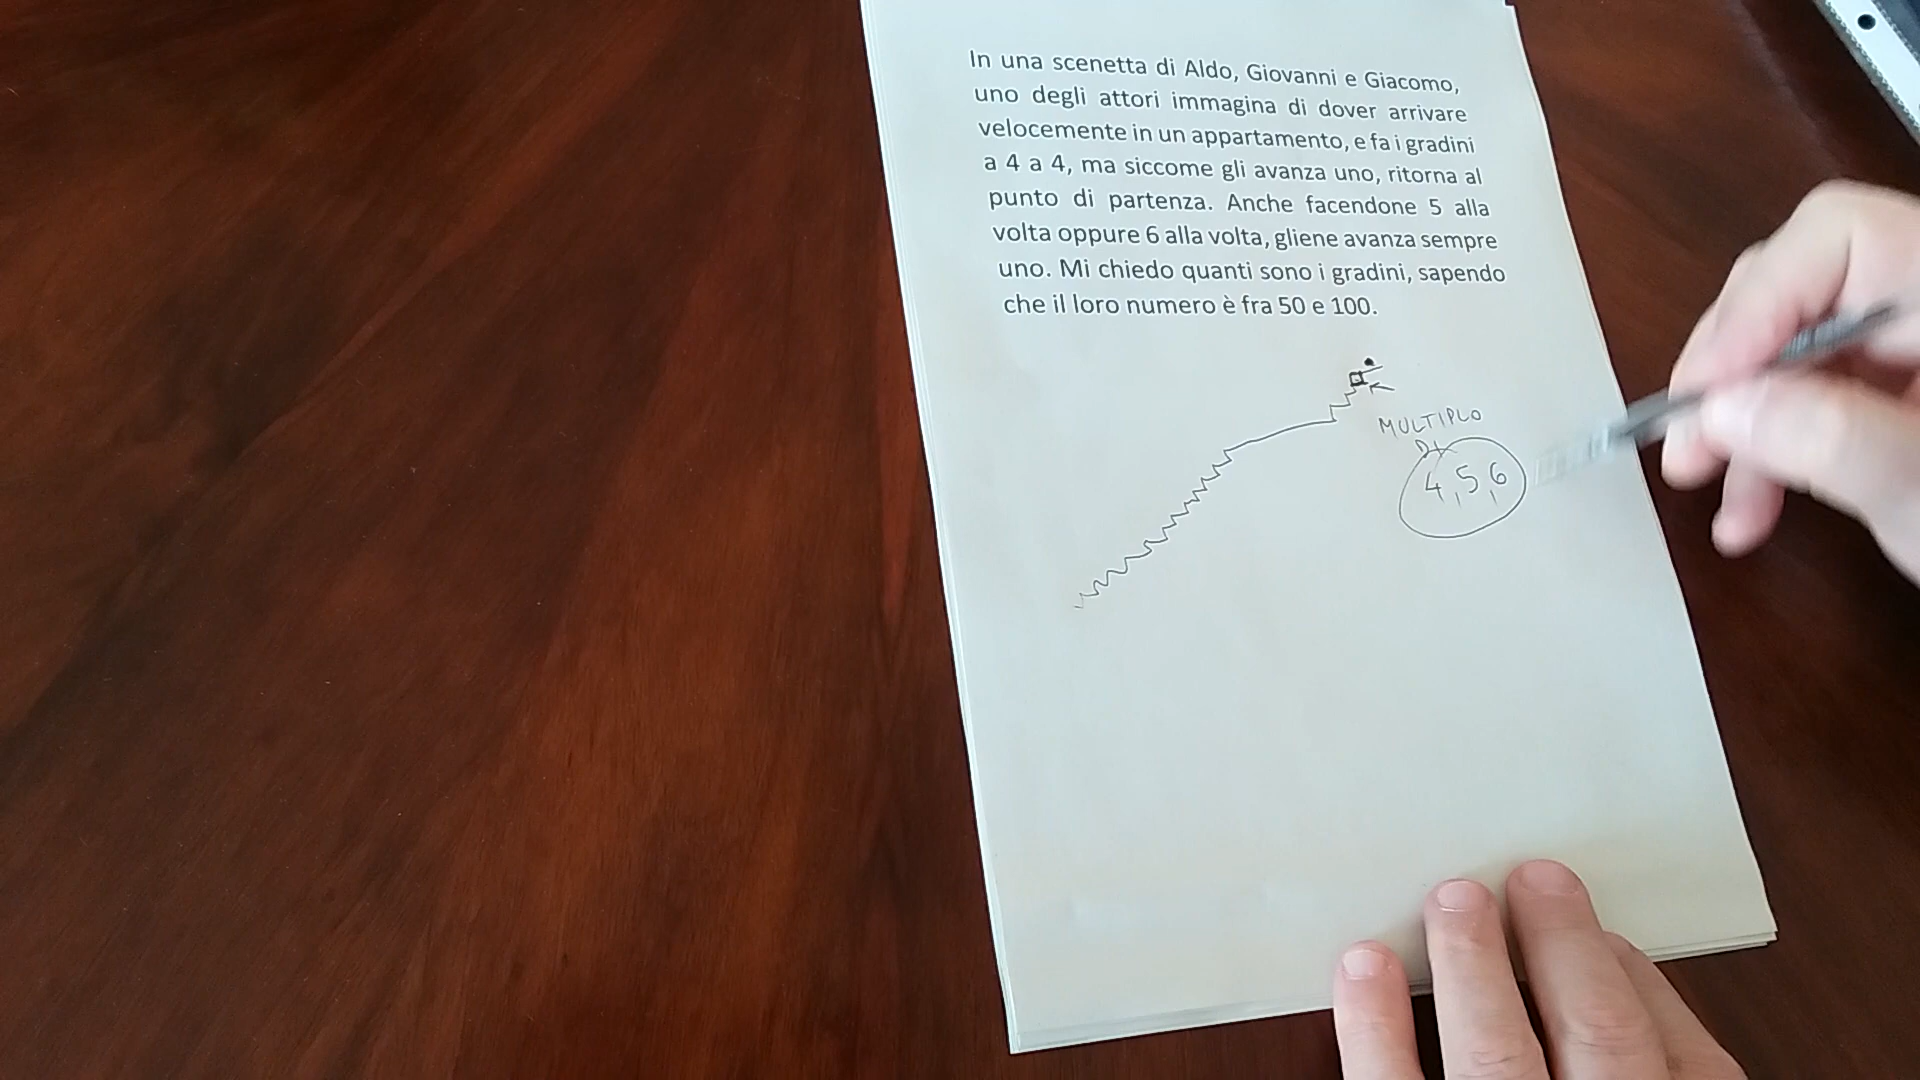 In una scenetta di Aldo, Giovanni e Giacomo,
uno degli attori immagina di dover arrivare
velocemente in un appartamento, e fa i gradini
a 4 a 4, ma siccome gli avanza uno, ritorna al
punto di partenza. Anche facendone 5 alla
volta oppure 6 alla volta, gliene avanza sempre
uno. Mi chiedo quanti sono i gradini, sapendo
che il loro numero è fra 50 e 100.
MULTIPLO
DI
4, 5, 6